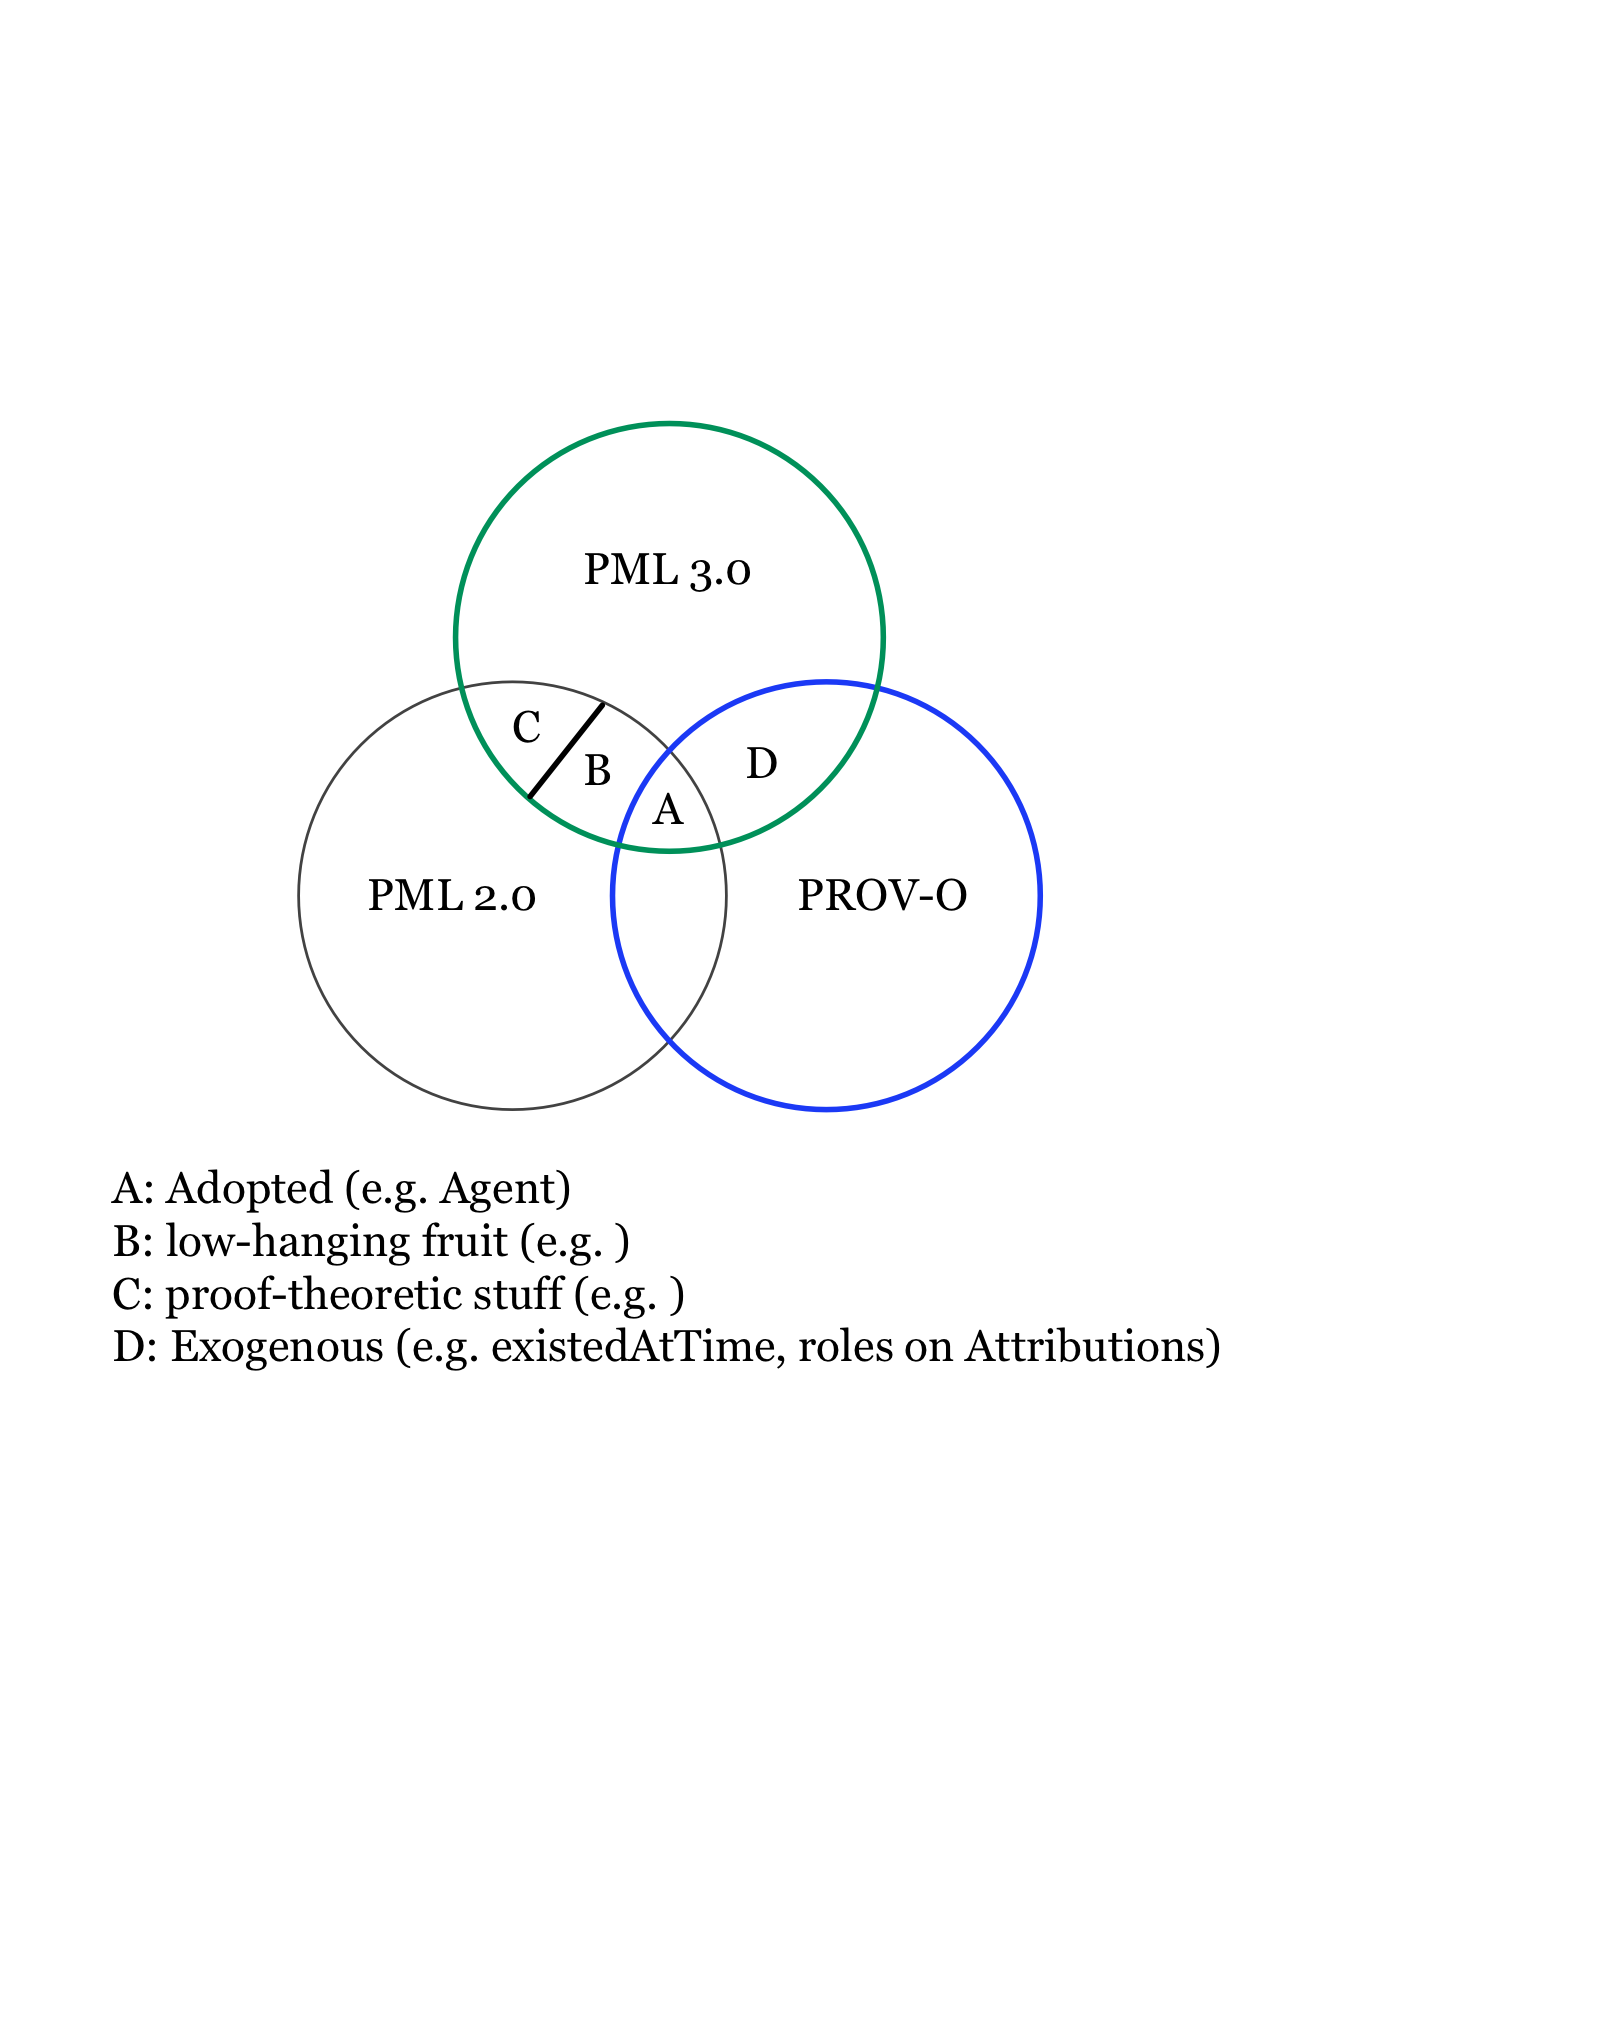 PML 3.0
C
B
D
A
PML 2.0
PROV-O
A: Adopted (e.g. Agent)
B: low-hanging fruit (e.g. )
C: proof-theoretic stuff (e.g. )
D: Exogenous (e.g. existedAtTime, roles on Attributions)